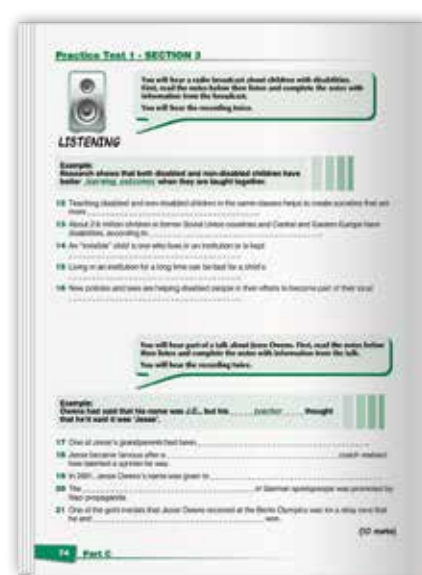 Practice Test 1 - SECTION 3
You will hear a radio broadcast about children with disabilities.
First, read the notes below then listen and complete the notes with
information from the broadcast.
You will hear the recording twice.
LISTENING
Example:
Research shows that both disabled and non-disabled children have
better learning outcomes when they are taught together.
12 Teaching disabled and non-disabled children in the same classes helps to create societies that are
more
13 About 2.6 million children in former Soviet Union countries and Central and Eastern Europe have
disabilities, according to
14 An "invisible" child is one who lives in an institution or is kept
15 Living in an institution for a long time can be bad for a child's
16 New policies and laws are helping disabled people in their efforts to become part of their local
You will hear part of a talk about Jesse Owens. First, read the notes below
then listen and complete the notes with information from the talk.
You will hear the recording twice.
Example:
Owens had said that his name was J.C., but his teacher thought
that he'd said it was 'Jesse'.
17 One of Jesse's grandparents had been
18 Jesse became famous after a coach realised
how talented a sprinter he was.
19 In 2001, Jesse Owens's name was given to
20 The of German sportspeople was promoted by
Nazi propaganda.
21 One of the gold medals that Jesse Owens received at the Berlin Olympics was for a relay race that
he and won.
(10 marks)
74 Part C